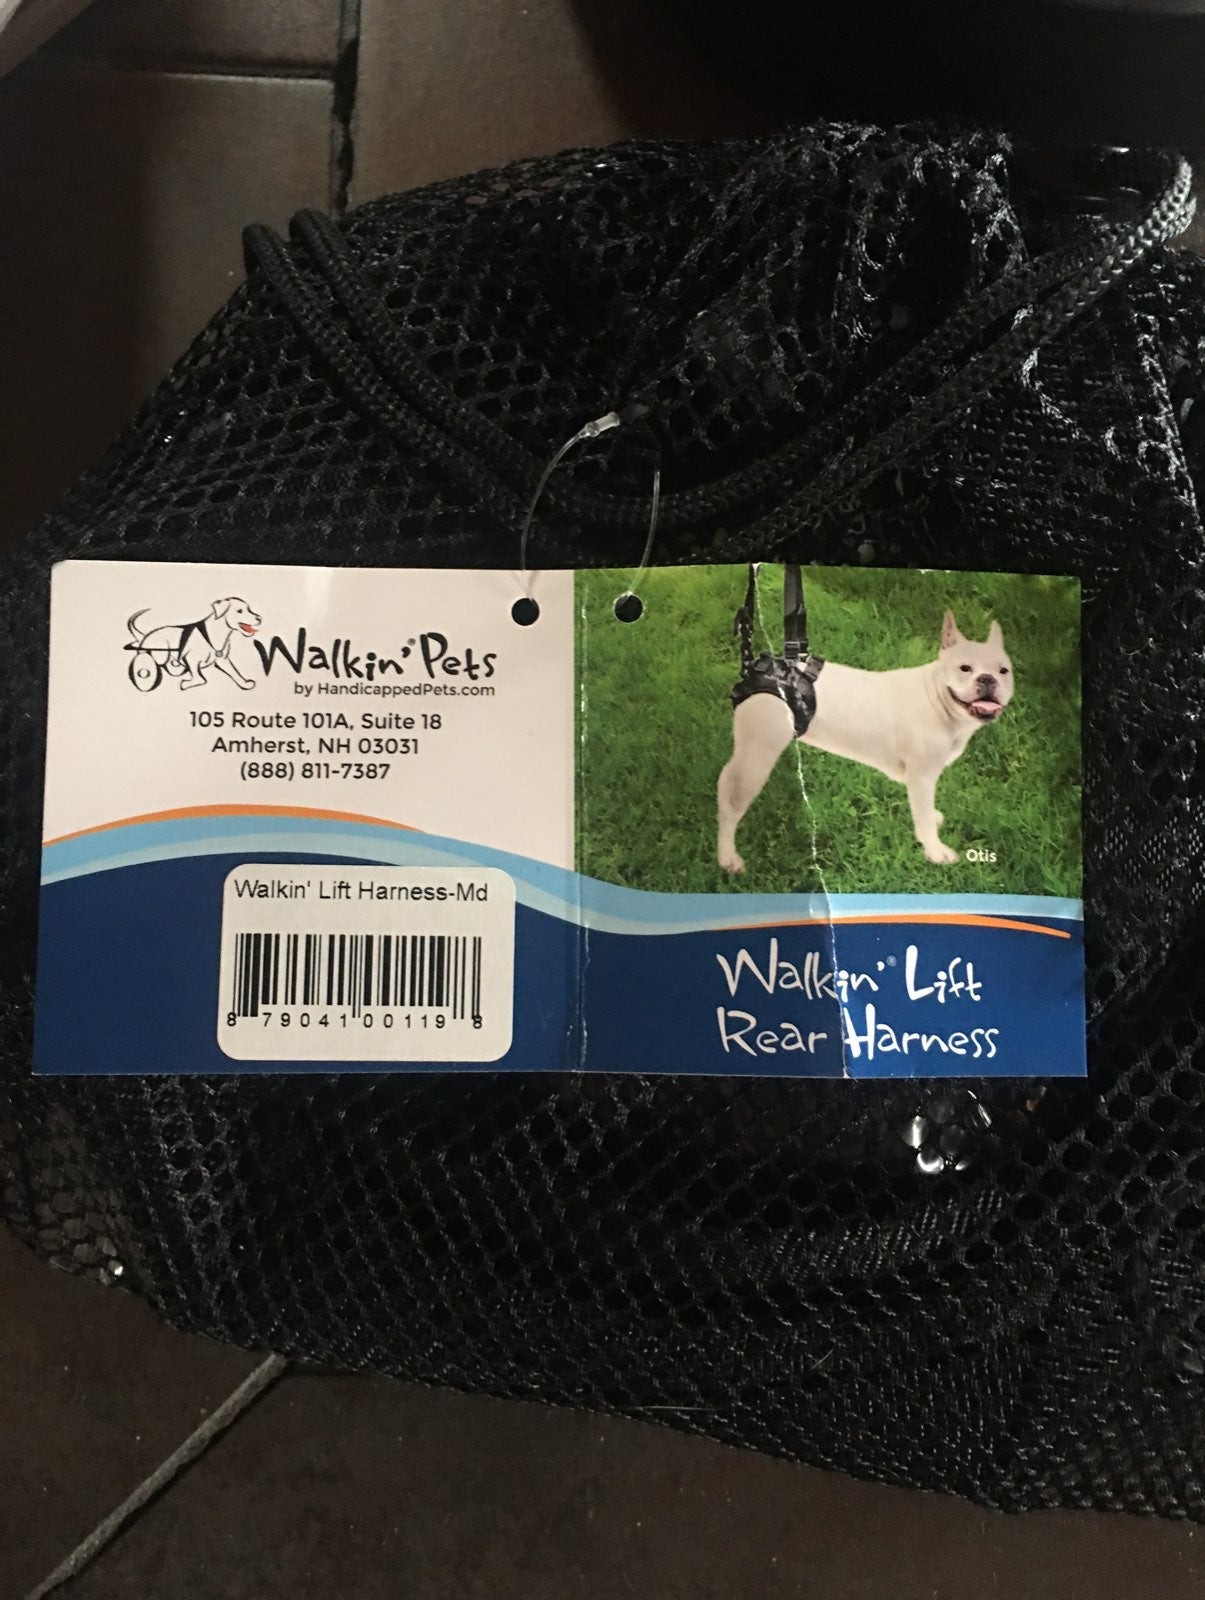 Walkin'® Pets
by HandicappedPets.com
105 Route 101A, Suite 18
Amherst, NH 03031
(888) 811-7387
Walkin' Lift Harness-Md
8 79041 00119 8
Otis
Walkin'® Lift
Rear Harness